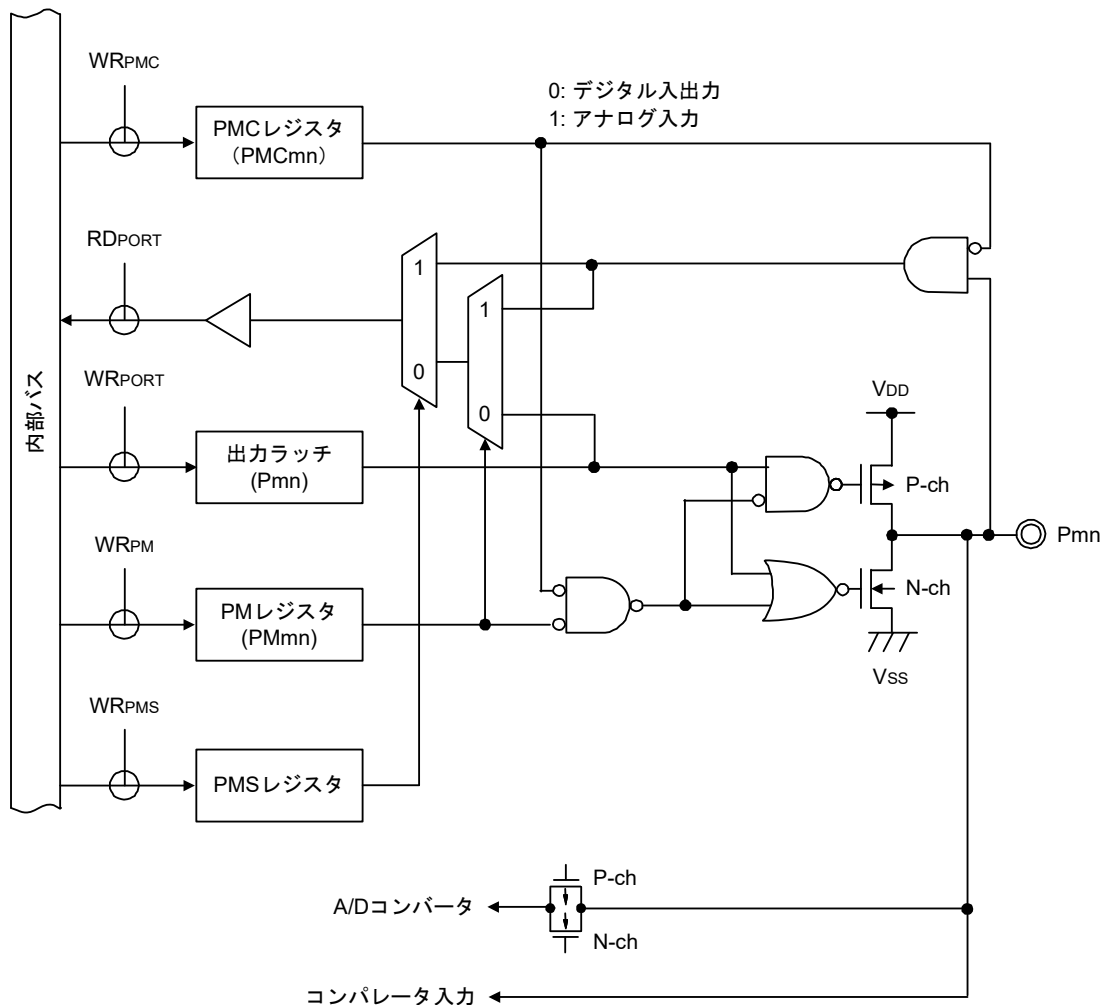 WRPMC
0: デジタル入出力
1: アナログ入力
PMCレジスタ
（PMCmn）
RDPORT
1
1
0
0
内部バス
WRPORT
VDD
出力ラッチ
(Pmn)
P-ch
Pmn
WRPM
N-ch
PMレジスタ
(PMmn)
VSS
WRPMS
PMSレジスタ
P-ch
A/Dコンバータ
N-ch
コンパレータ入力